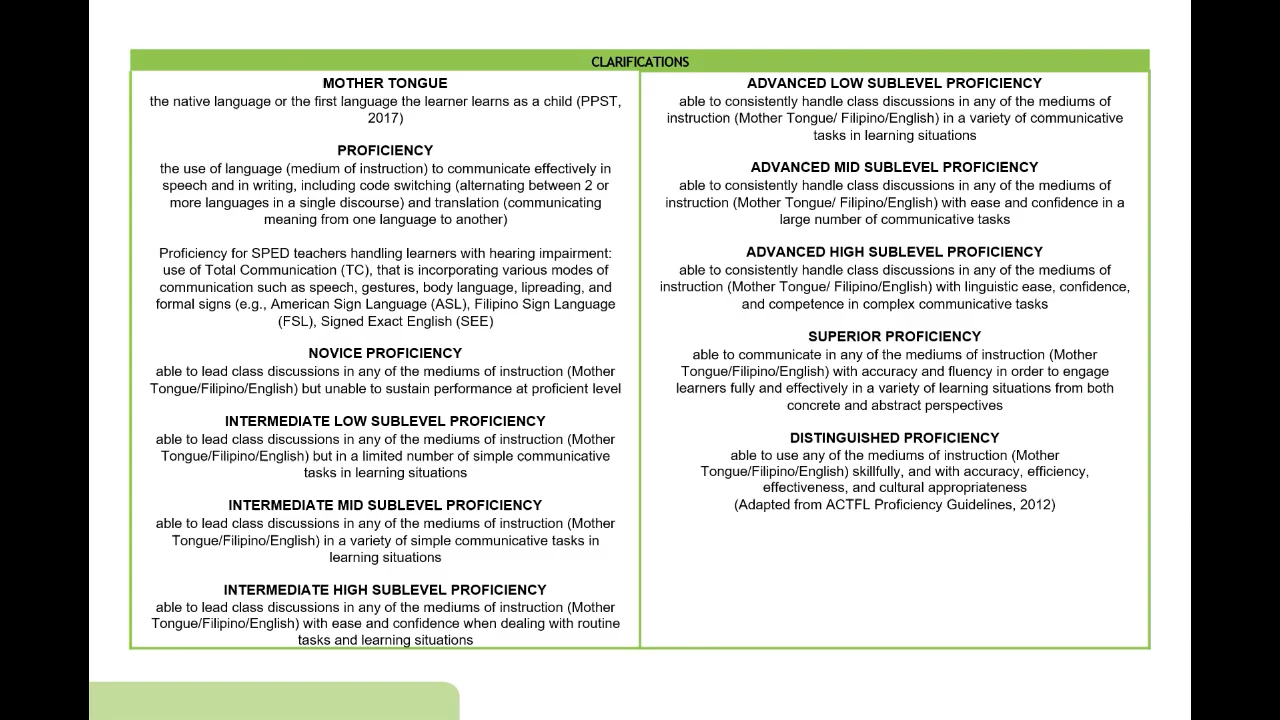 CLARIFICATIONS
MOTHER TONGUE
the native language or the first language the learner learns as a child (PPST,
2017)
PROFICIENCY
the use of language (medium of instruction) to communicate effectively in
speech and in writing, including code switching (alternating between 2 or
more languages in a single discourse) and translation (communicating
meaning from one language to another)
Proficiency for SPED teachers handling learners with hearing impairment:
use of Total Communication (TC), that is incorporating various modes of
communication such as speech, gestures, body language, lipreading, and
formal signs (e.g., American Sign Language (ASL), Filipino Sign Language
(FSL), Signed Exact English (SEE)
NOVICE PROFICIENCY
able to lead class discussions in any of the mediums of instruction (Mother
Tongue/Filipino/English) but unable to sustain performance at proficient level
INTERMEDIATE LOW SUBLEVEL PROFICIENCY
able to lead class discussions in any of the mediums of instruction (Mother
Tongue/Filipino/English) but in a limited number of simple communicative
tasks in learning situations
INTERMEDIATE MID SUBLEVEL PROFICIENCY
able to lead class discussions in any of the mediums of instruction (Mother
Tongue/Filipino/English) in a variety of simple communicative tasks in
learning situations
INTERMEDIATE HIGH SUBLEVEL PROFICIENCY
able to lead class discussions in any of the mediums of instruction (Mother
Tongue/Filipino/English) with ease and confidence when dealing with routine
tasks and learning situations
ADVANCED LOW SUBLEVEL PROFICIENCY
able to consistently handle class discussions in any of the mediums of
instruction (Mother Tongue/ Filipino/English) in a variety of communicative
tasks in learning situations
ADVANCED MID SUBLEVEL PROFICIENCY
able to consistently handle class discussions in any of the mediums of
instruction (Mother Tongue/ Filipino/English) with ease and confidence in a
large number of communicative tasks
ADVANCED HIGH SUBLEVEL PROFICIENCY
able to consistently handle class discussions in any of the mediums of
instruction (Mother Tongue/ Filipino/English) with linguistic ease, confidence,
and competence in complex communicative tasks
SUPERIOR PROFICIENCY
able to communicate in any of the mediums of instruction (Mother
Tongue/Filipino/English) with accuracy and fluency in order to engage
learners fully and effectively in a variety of learning situations from both
concrete and abstract perspectives
DISTINGUISHED PROFICIENCY
able to use any of the mediums of instruction (Mother
Tongue/Filipino/English) skillfully, and with accuracy, efficiency,
effectiveness, and cultural appropriateness
(Adapted from ACTFL Proficiency Guidelines, 2012)